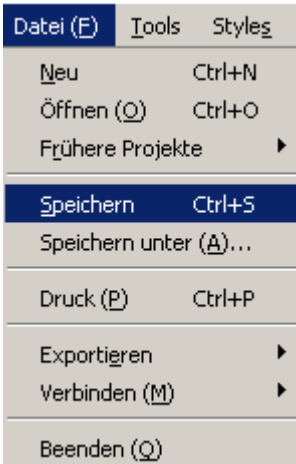 Datei (F) Tools Styles
Neu Ctrl+N
Öffnen (O) Ctrl+O
Frühere Projekte
Speichern Ctrl+S
Speichern unter (A)...
Druck (P) Ctrl+P
Exportieren
Verbinden (M)
Beenden (Q)